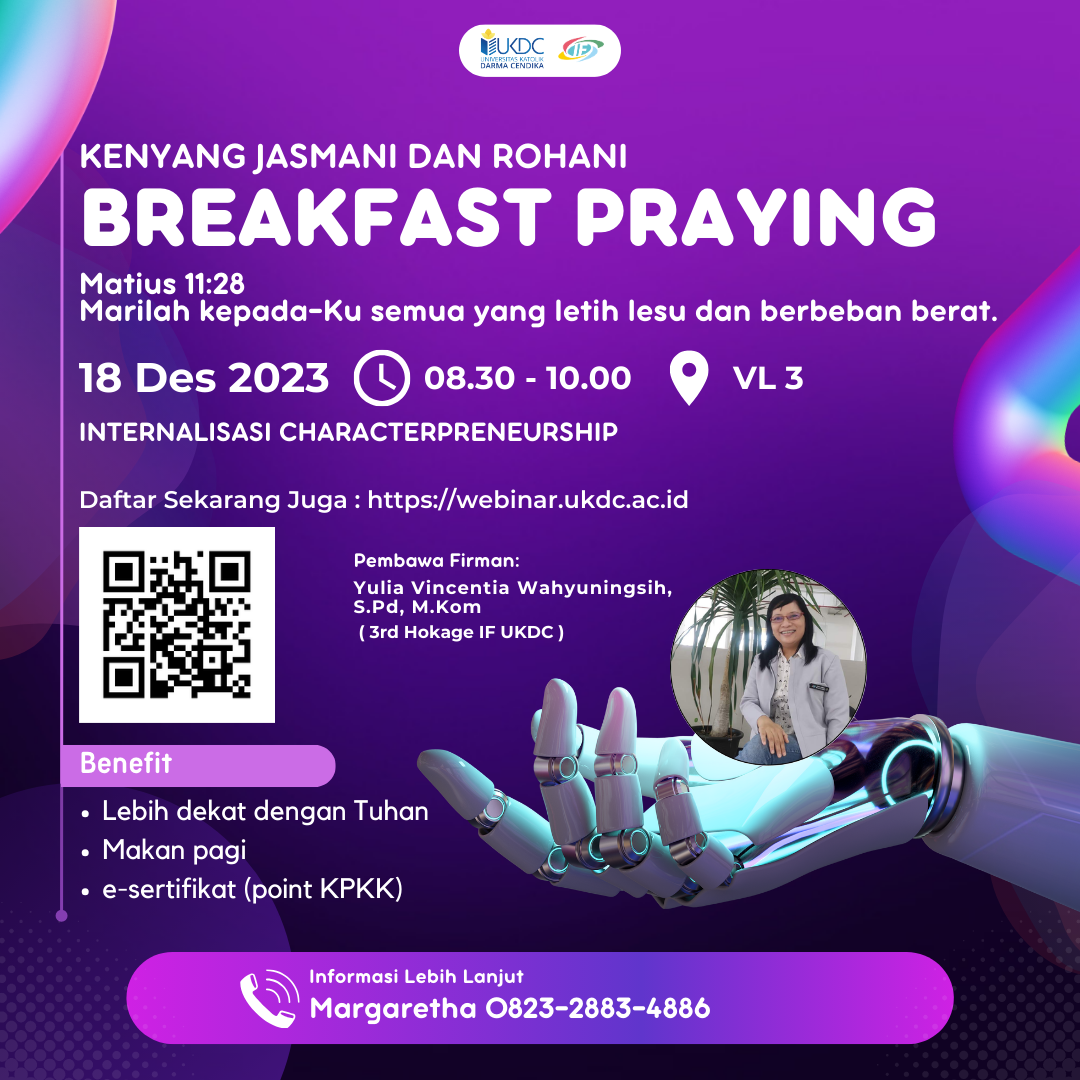 UKDC
UNIVERSITAS KATOLIK
DARMA CENDIKA
IF
KENYANG JASMANI DAN ROHANI
BREAKFAST PRAYING
Matius 11:28
Marilah kepada-Ku semua yang letih lesu dan berbeban berat.
18 Des 2023
08.30 - 10.00
VL 3
INTERNALISASI CHARACTERPRENEURSHIP
Daftar Sekarang Juga : https://webinar.ukdc.ac.id
Pembawa Firman:
Yulia Vincentia Wahyuningsih,
S.Pd, M.Kom
( 3rd Hokage IF UKDC )
Benefit
• Lebih dekat dengan Tuhan
• Makan pagi
• e-sertifikat (point KPKK)
Informasi Lebih Lanjut
Margaretha 0823-2883-4886